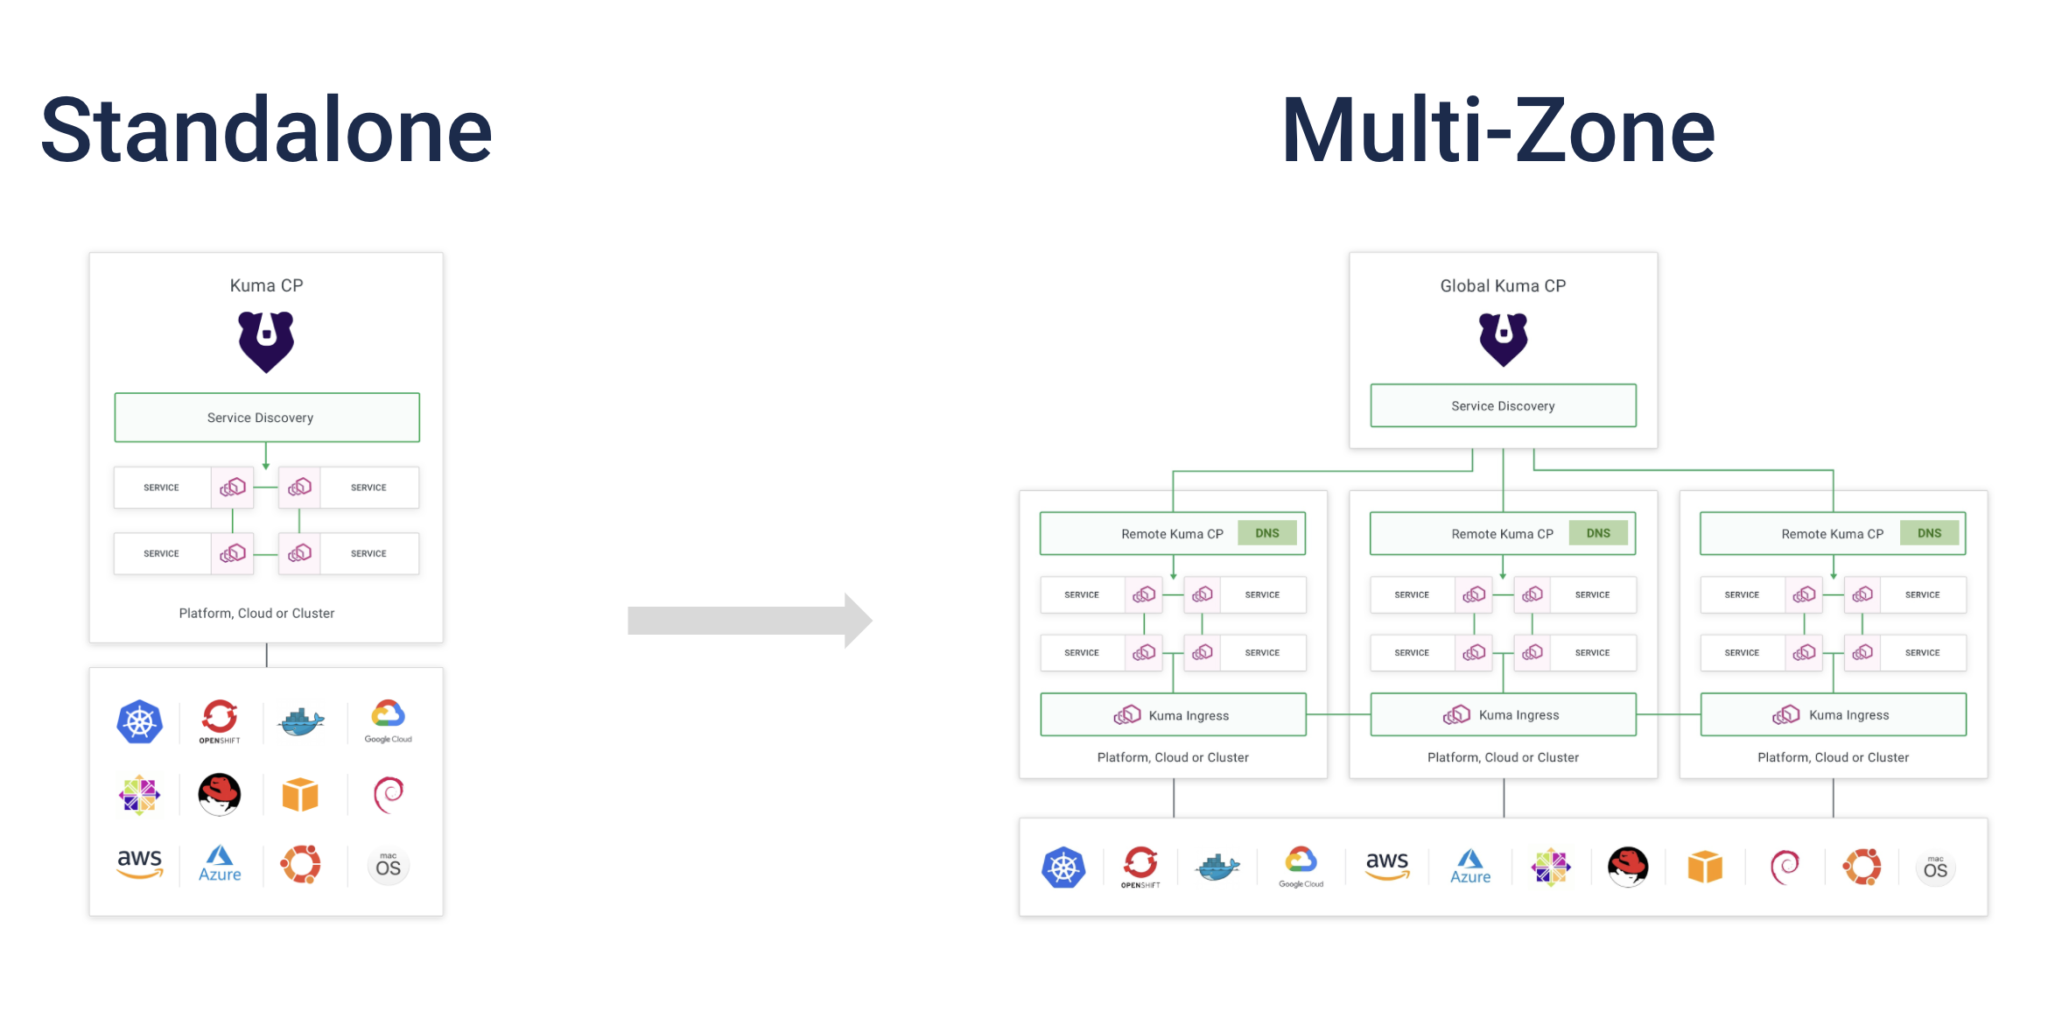 Standalone
Multi-Zone
Kuma CP
Service Discovery
SERVICE
SERVICE
SERVICE
SERVICE
Platform, Cloud or Cluster
OPENSHIFT
Google Cloud
aws
Azure
mac
OS
Global Kuma CP
Service Discovery
Remote Kuma CP DNS
Remote Kuma CP DNS
Remote Kuma CP DNS
SERVICE
SERVICE
SERVICE
SERVICE
SERVICE
SERVICE
SERVICE
SERVICE
SERVICE
SERVICE
SERVICE
SERVICE
Kuma Ingress
Kuma Ingress
Kuma Ingress
Platform, Cloud or Cluster
Platform, Cloud or Cluster
Platform, Cloud or Cluster
OPENSHIFT
Google Cloud
aws
Azure
mac
OS